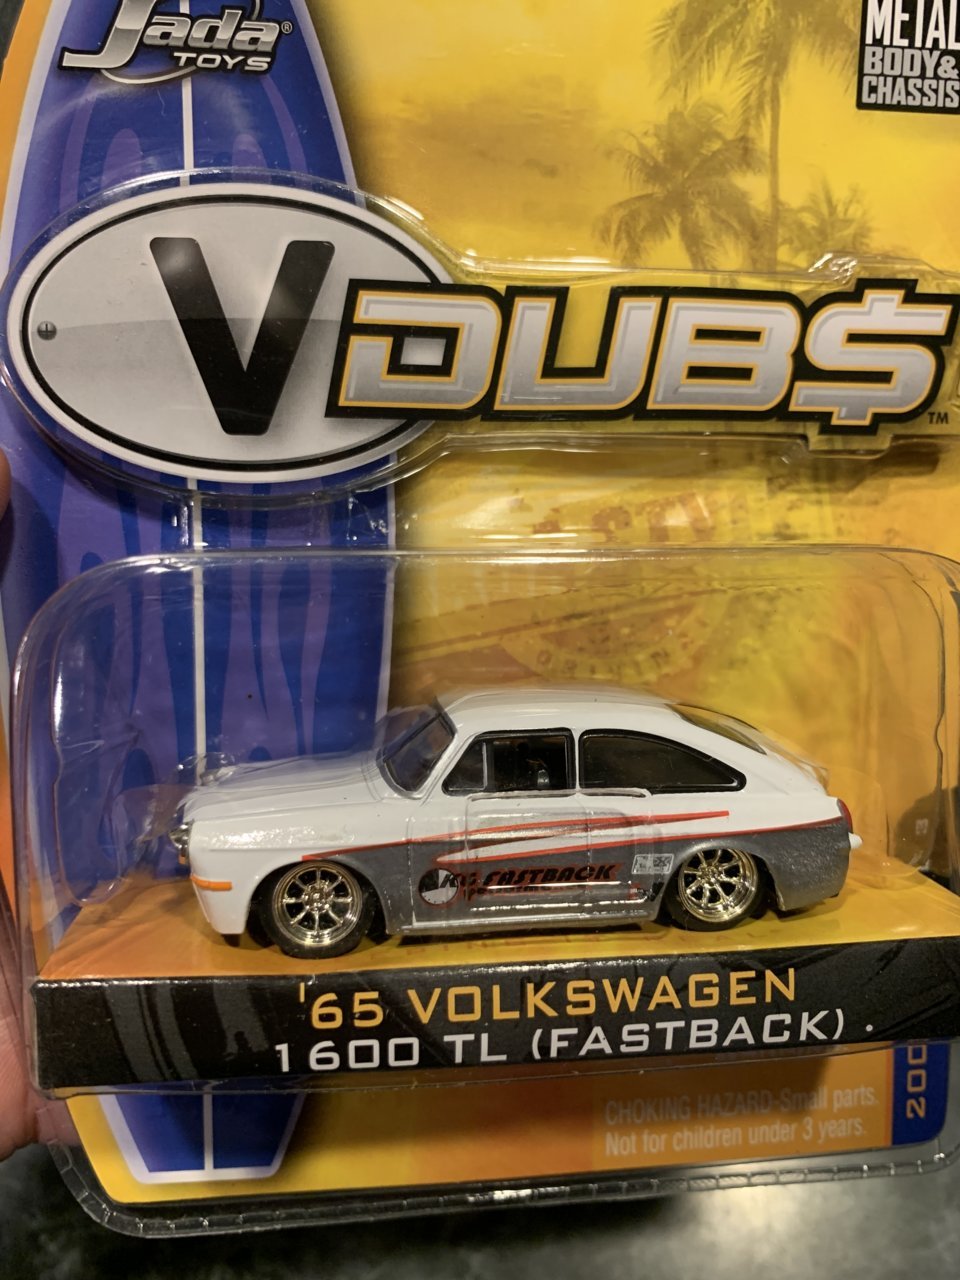 Jada®
TOYS
METAL
BODY&
CHASSIS
V DUB$™
FASTBACK
'65 VOLKSWAGEN
1600 TL (FASTBACK)
CHOKING HAZARD-Small parts.
Not for children under 3 years.
200